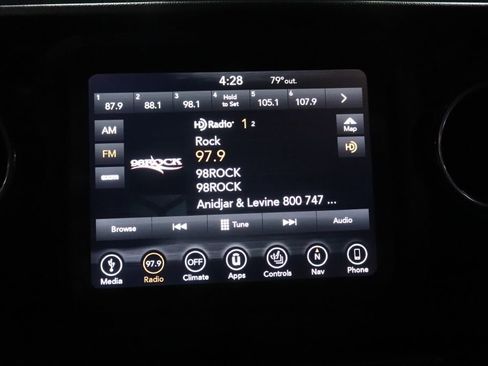 4:28 79° out.
1 87.9 2 88.1 3 98.1 4 Hold to Set 5 105.1 6 107.9
AM
HD Radio 1 2
Map
Rock
FM
97.9
HD
98ROCK
98ROCK
98ROCK
Anidjar & Levine 800 747 ...
Browse Tune Audio
97.9 OFF N
Media Radio Climate Apps Controls Nav Phone